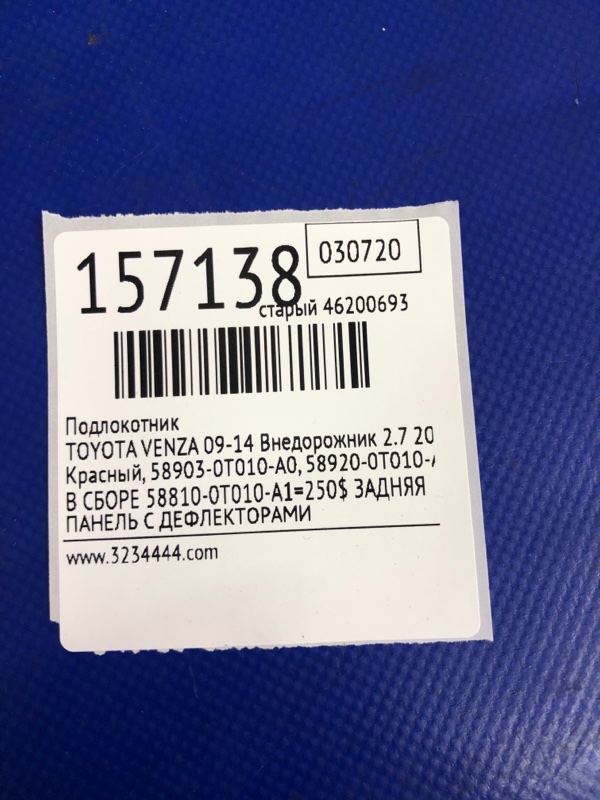 157138
030720
старый 46200693
Подлокотник
TOYOTA VENZA 09-14 Внедорожник 2.7 20
Красный, 58903-0T010-A0, 58920-0T010-
В СБОРЕ 58810-0T010-A1=250$ ЗАДНЯЯ
ПАНЕЛЬ С ДЕФЛЕКТОРАМИ
www.3234444.com